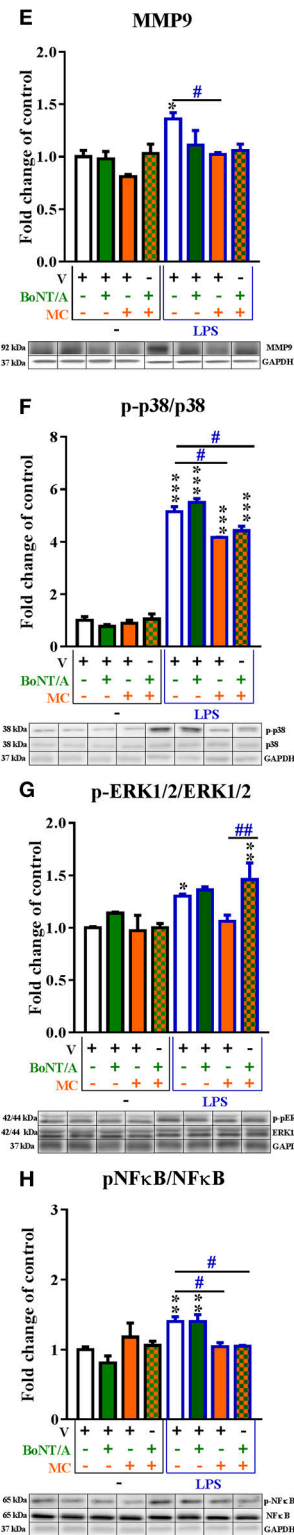 E
MMP9
Fold change of control
2.0
1.5
1.0
0.5
0.0
*
#
V + + + - + + + -
BoNT/A - + - + - + - +
MC - - + + - - + +
- LPS
92 kDa MMP9
37 kDa GAPDH
F
p-p38/p38
Fold change of control
8
6
4
2
0
#
#
*** *** *** ***
V + + + - + + + -
BoNT/A - + - + - + - +
MC - - + + - - + +
- LPS
38 kDa p-p38
38 kDa p38
37 kDa GAPDH
G
p-ERK1/2/ERK1/2
Fold change of control
2.0
1.5
1.0
0.5
0.0
##
* **
V + + + - + + + -
BoNT/A - + - + - + - +
MC - - + + - - + +
- LPS
42/44 kDa p-pER
42/44 kDa ERK1
37 kDa GAPD
H
pNFκB/NFκB
Fold change of control
3
2
1
0
#
#
** **
V + + + - + + + -
BoNT/A - + - + - + - +
MC - - + + - - + +
- LPS
65 kDa p-NFκB
65 kDa NFκB
37 kDa GAPDH